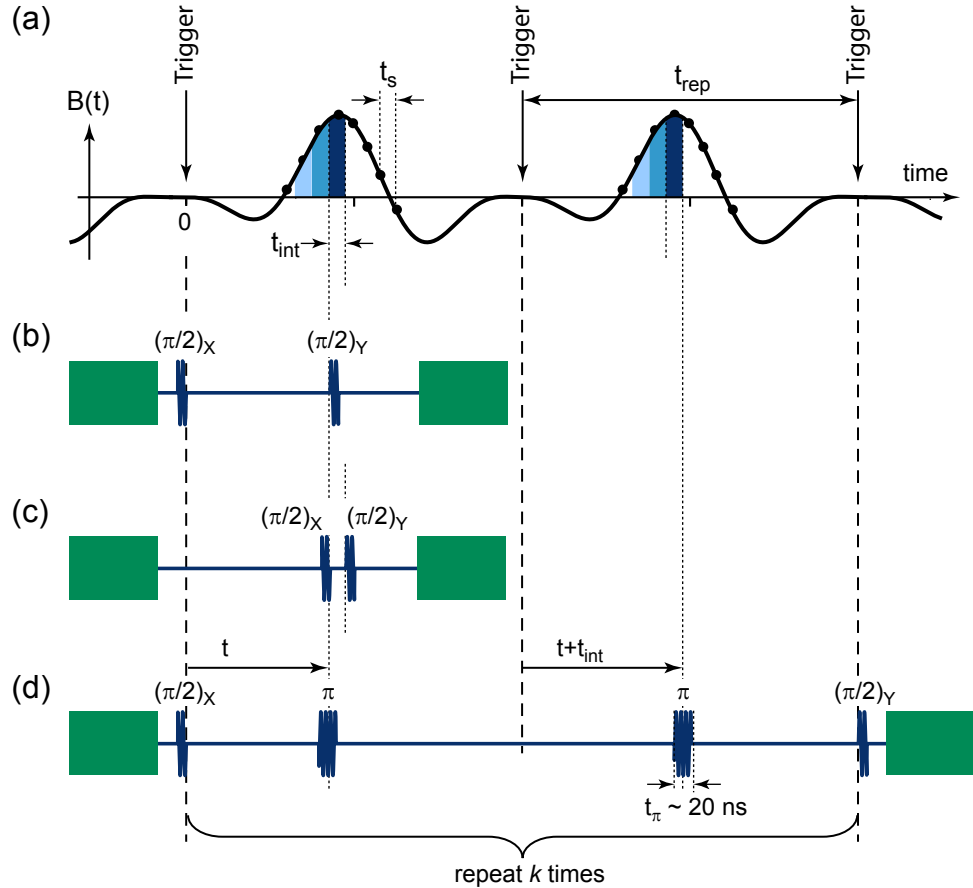 (a)
Trigger
Trigger
Trigger
B(t)
t_s
t_rep
time
0
t_int
(b)
(π/2)_X
(π/2)_Y
(c)
(π/2)_X
(π/2)_Y
t
t+t_int
(d)
(π/2)_X
π
π
(π/2)_Y
t_π ~ 20 ns
repeat k times